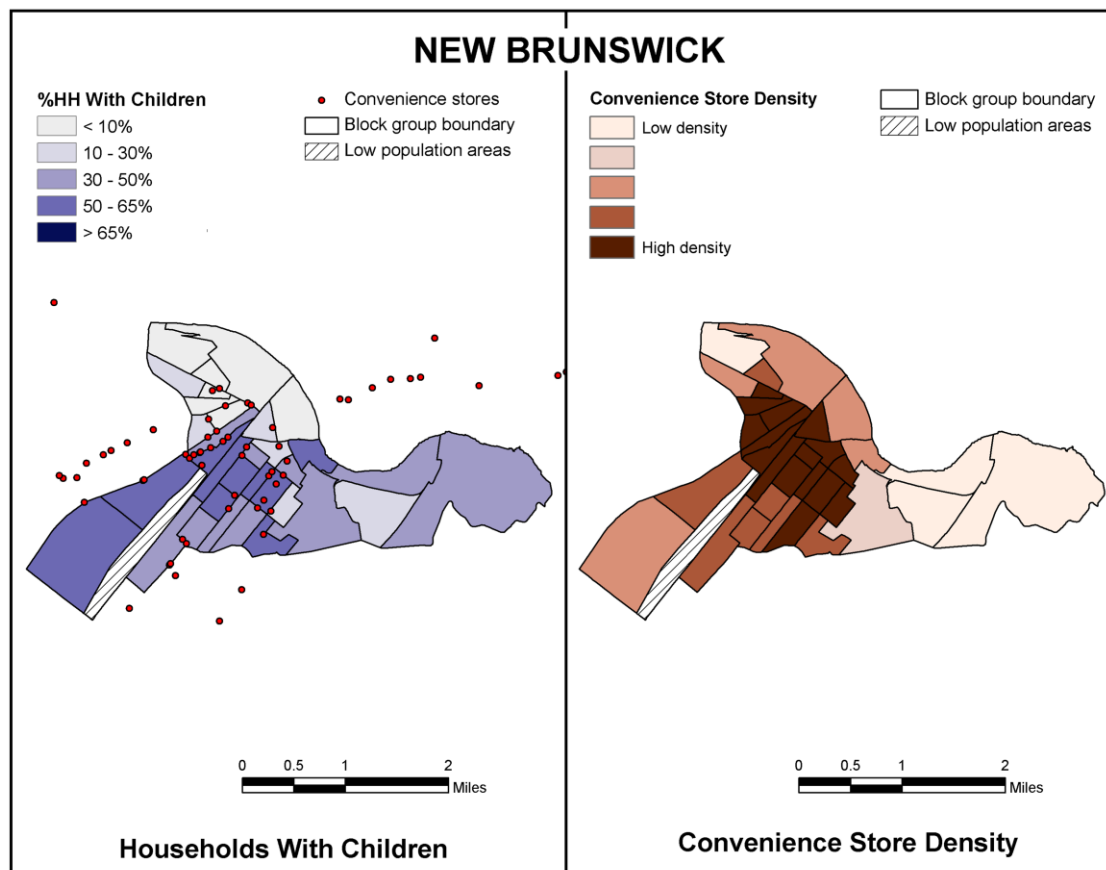 NEW BRUNSWICK
%HH With Children
< 10%
10 - 30%
30 - 50%
50 - 65%
> 65%
Convenience stores
Block group boundary
Low population areas
0 0.5 1 2
Miles
Households With Children
Convenience Store Density
Low density
High density
Block group boundary
Low population areas
0 0.5 1 2
Miles
Convenience Store Density